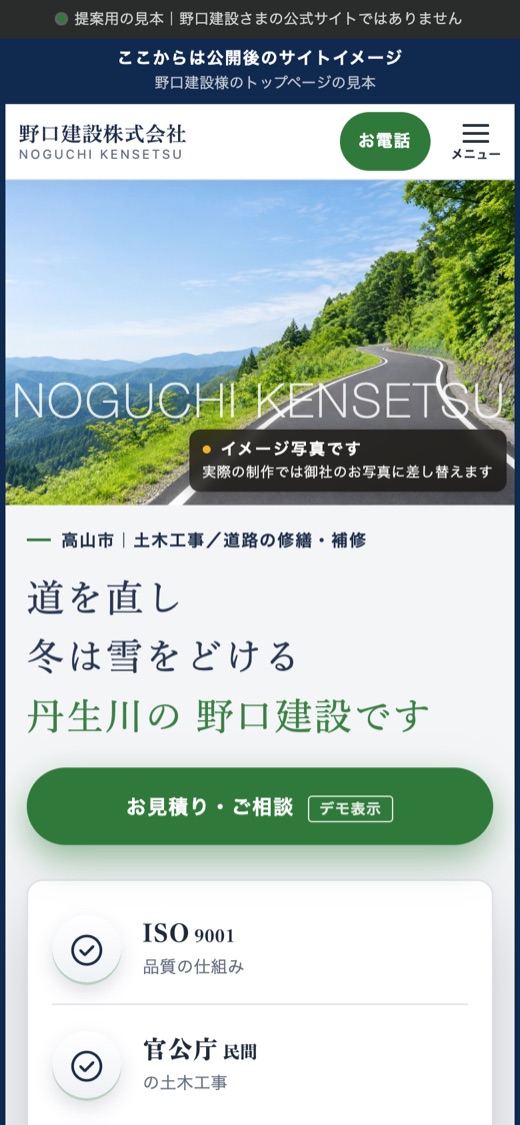 提案用の見本｜野口建設さまの公式サイトではありません
ここからは公開後のサイトイメージ
野口建設様のトップページの見本
野口建設株式会社
NOGUCHI KENSETSU
お電話
メニュー
NOGUCHI KENSETSU
イメージ写真です
実際の制作では御社のお写真に差し替えます
高山市｜土木工事／道路の修繕・補修
道を直し
冬は雪をどける
丹生川の 野口建設です
お見積り・ご相談 デモ表示
ISO 9001
品質の仕組み
官公庁 民間
の土木工事